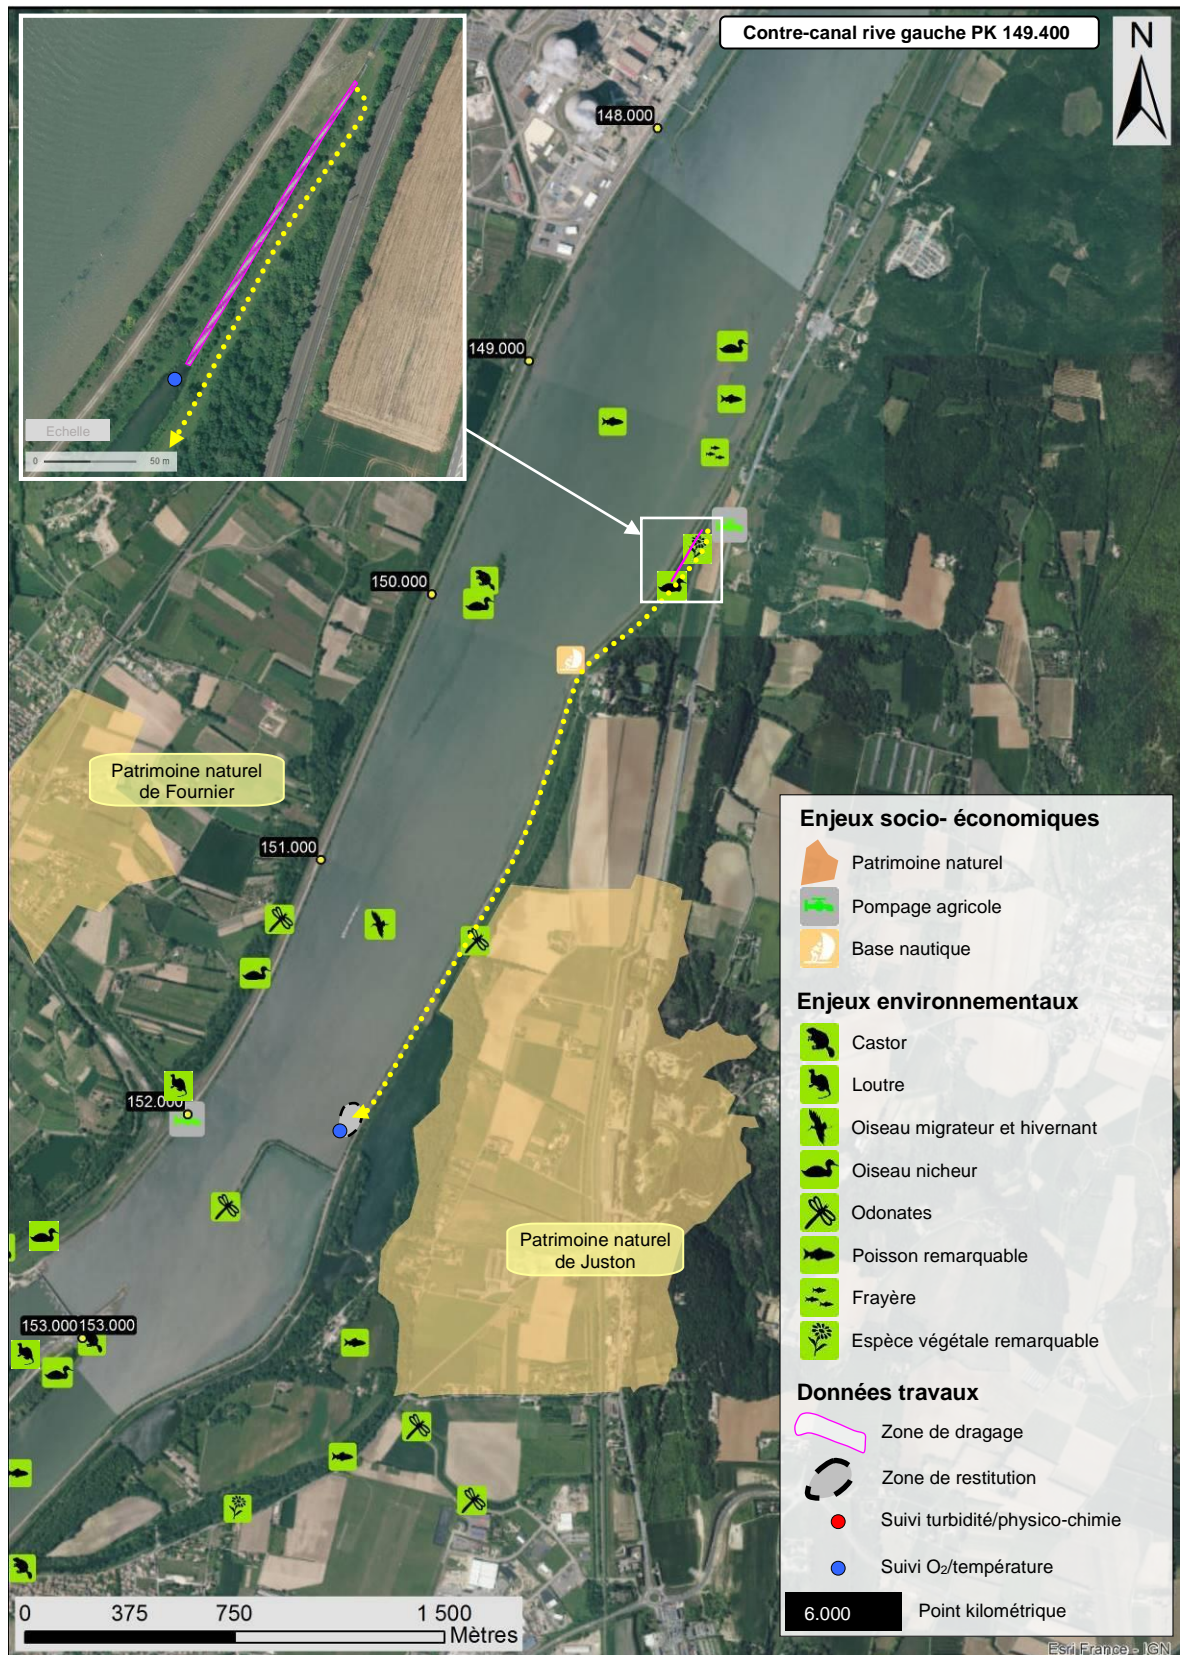 Contre-canal rive gauche PK 149.400
N
148.000
149.000
Echelle
0 50 m
150.000
Patrimoine naturel
de Fournier
151.000
152.000
Patrimoine naturel
de Juston
153.000 153.000
Enjeux socio- économiques
Patrimoine naturel
Pompage agricole
Base nautique
Enjeux environnementaux
Castor
Loutre
Oiseau migrateur et hivernant
Oiseau nicheur
Odonates
Poisson remarquable
Frayère
Espèce végétale remarquable
Données travaux
Zone de dragage
Zone de restitution
Suivi turbidité/physico-chimie
Suivi O2/température
6.000 Point kilométrique
0 375 750 1 500
Mètres
Esri France - IGN